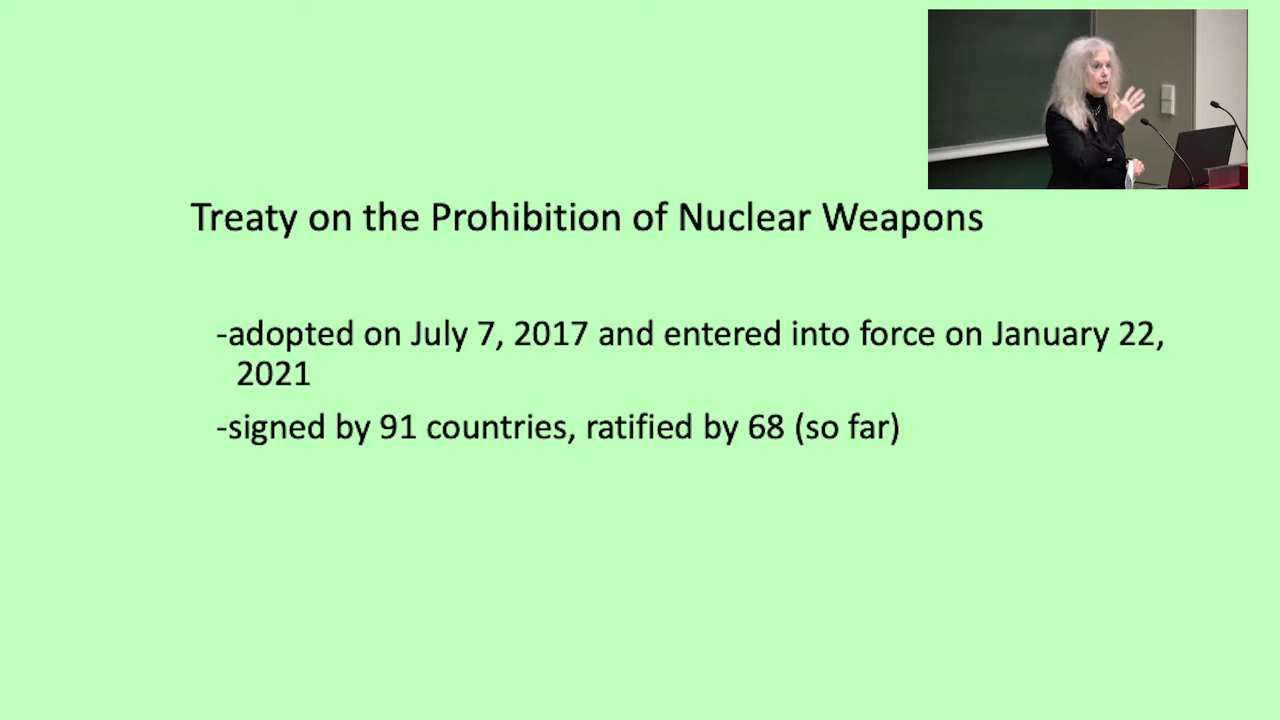 Treaty on the Prohibition of Nuclear Weapons
-adopted on July 7, 2017 and entered into force on January 22,
2021
-signed by 91 countries, ratified by 68 (so far)